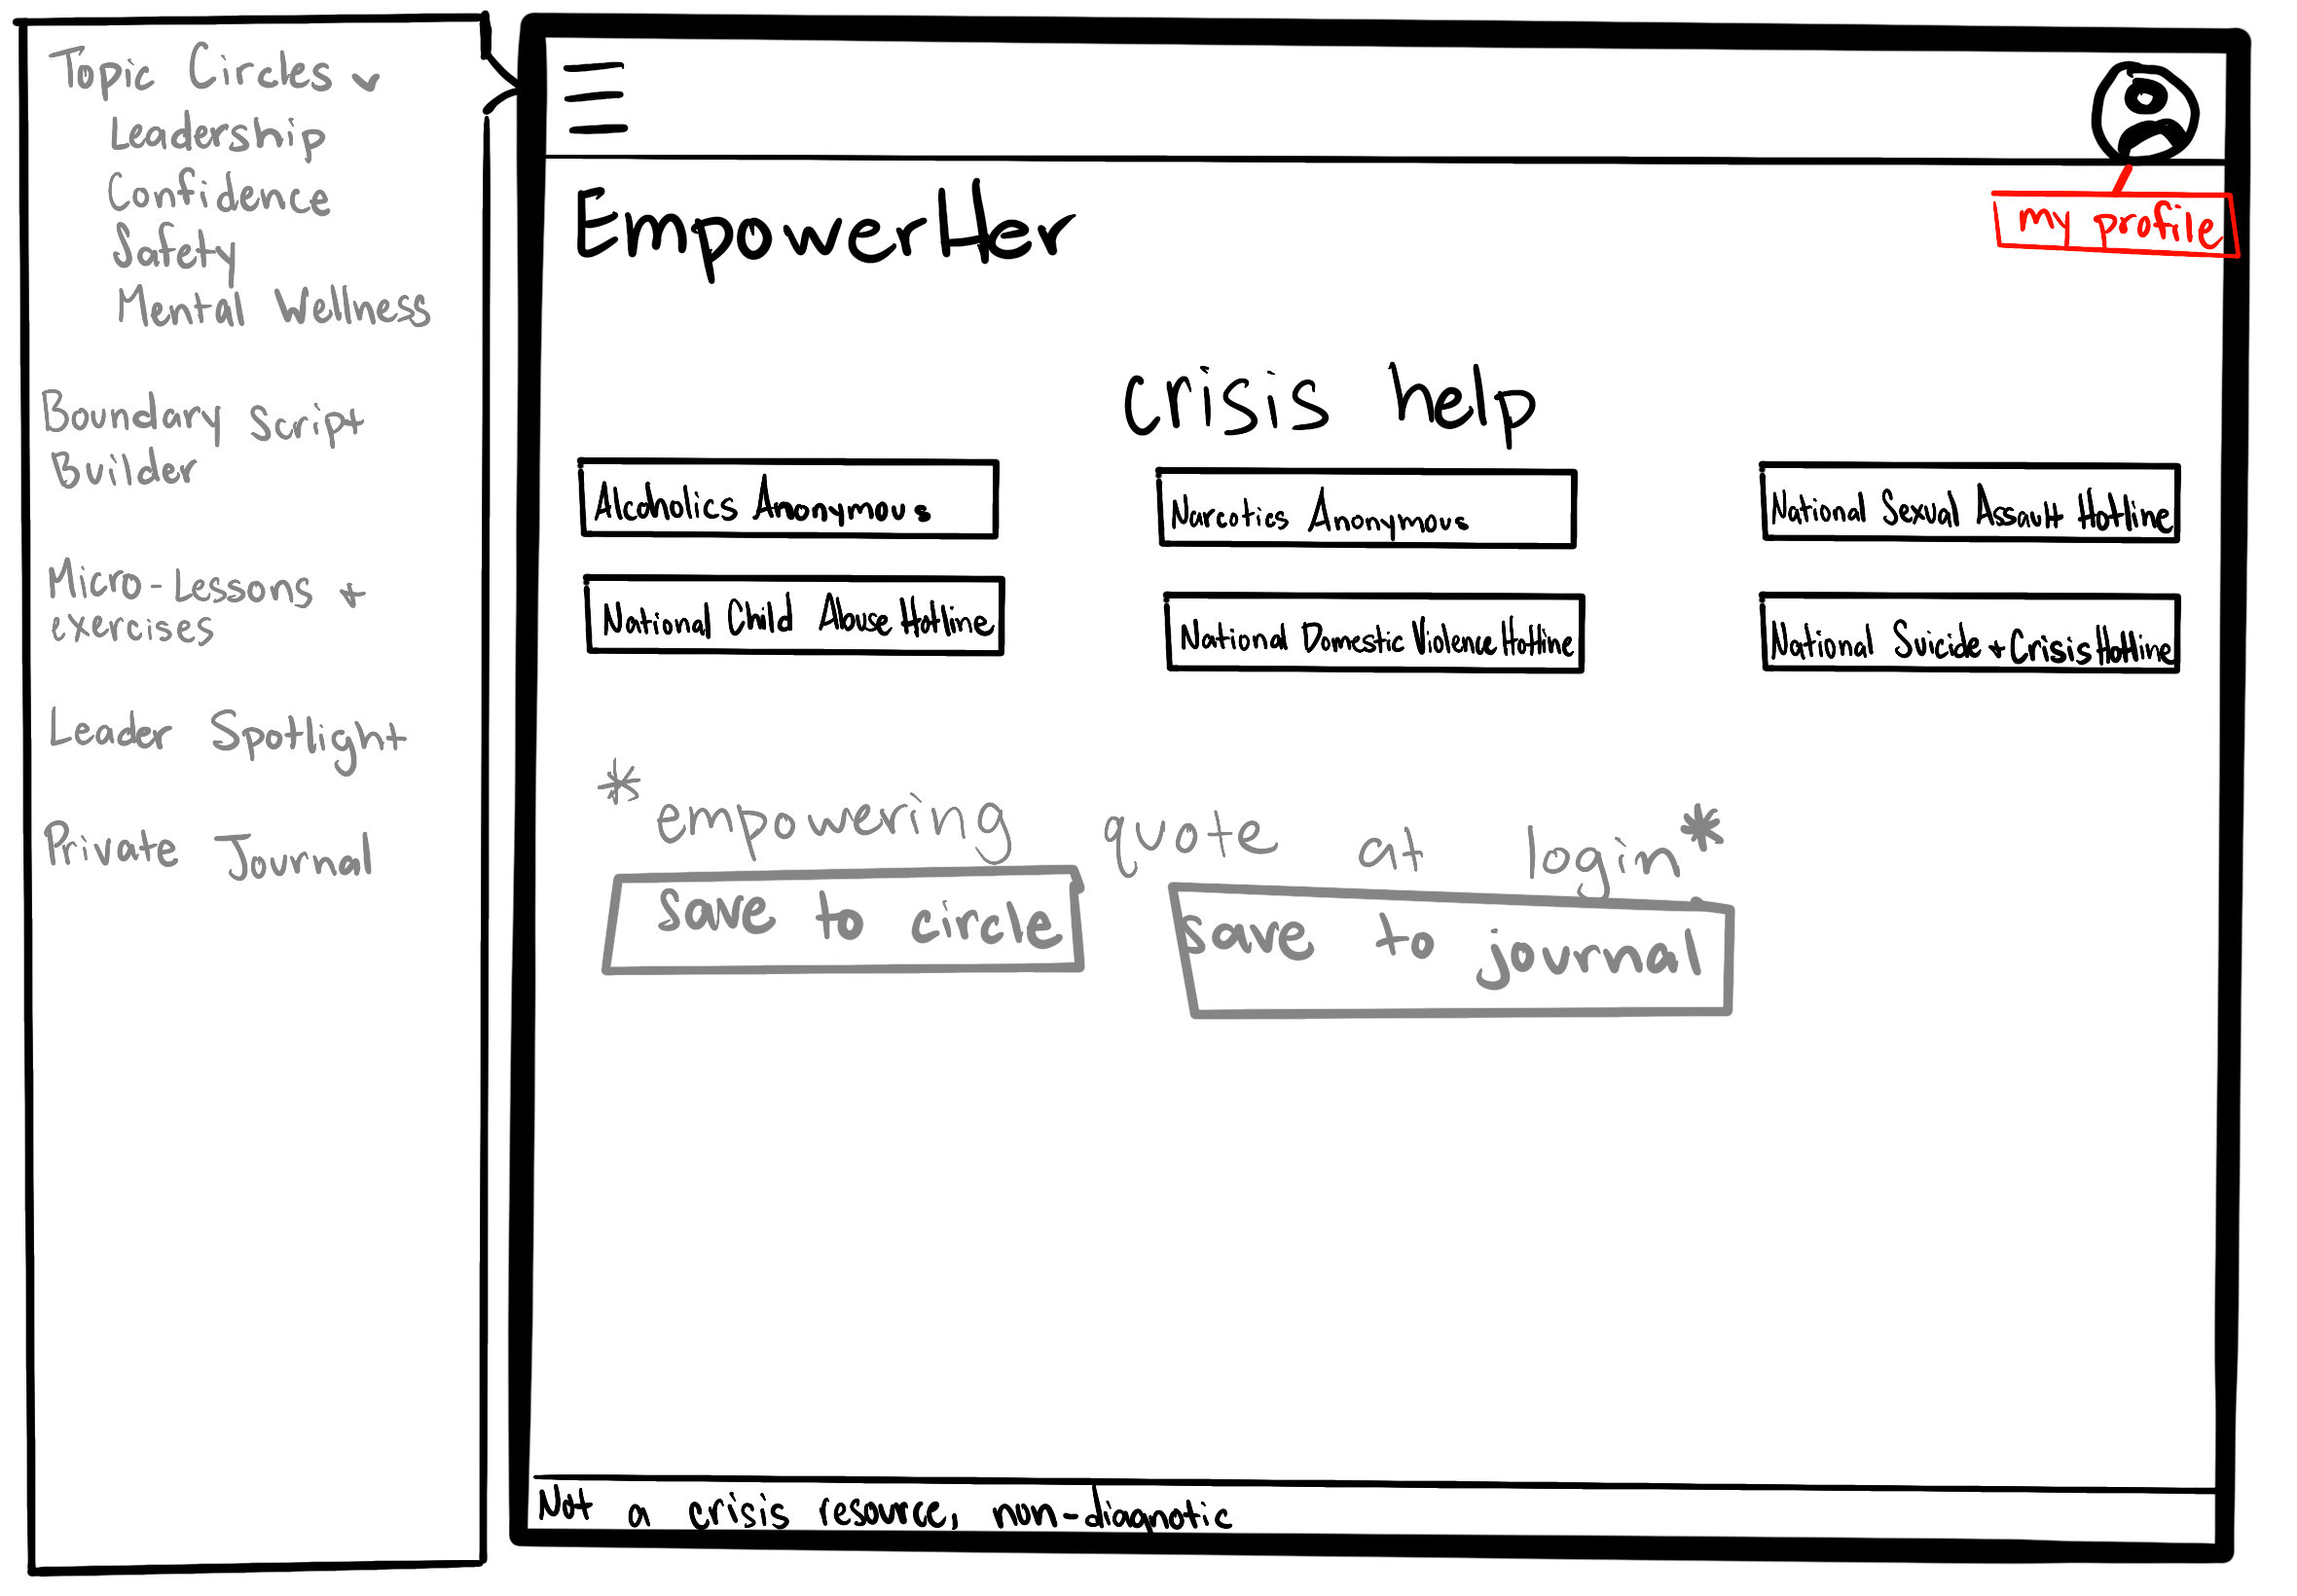 Topic Circles
Leadership
Confidence
Safety
Mental Wellness
Boundary Script
Builder
Micro-Lessons +
exercises
Leader Spotlight
Private Journal
my profile
EmpowerHer
crisis help
Alcoholics Anonymous
Narcotics Anonymous
National Sexual Assault Hotline
National Child Abuse Hotline
National Domestic Violence Hotline
National Suicide + Crisis Hotline
*empowering quote at login*
save to circle
save to journal
Not a crisis resource, non-diagnotic